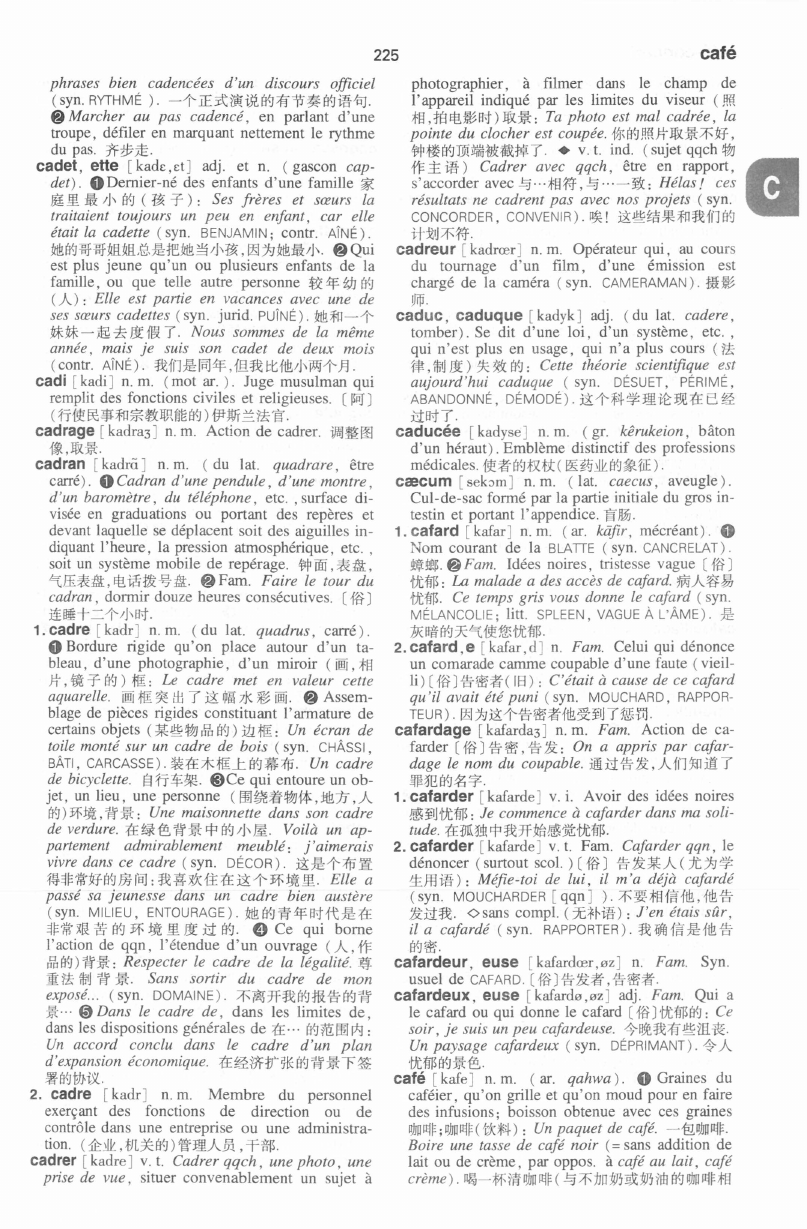 225
café
phrases bien cadencées d'un discours officiel
(syn. RYTHMÉ ). 一个正式演说的有节奏的语句.
❷ Marcher au pas cadencé, en parlant d'une
troupe, défiler en marquant nettement le rythme
du pas. 齐步走.
cadet, ette [kadɛ,ɛt] adj. et n. (gascon cap-
det). ❶ Dernier-né des enfants d'une famille 家
庭里最小的(孩子): Ses frères et sœurs la
traitaient toujours un peu en enfant, car elle
était la cadette (syn. BENJAMIN; contr. AÎNÉ).
她的哥哥姐姐总是把她当小孩,因为她最小. ❷ Qui
est plus jeune qu'un ou plusieurs enfants de la
famille, ou que telle autre personne 较年幼的
(人): Elle est partie en vacances avec une de
ses sœurs cadettes (syn. jurid. PUÎNÉ). 她和一个
妹妹一起去度假了. Nous sommes de la même
année, mais je suis son cadet de deux mois
(contr. AÎNÉ). 我们是同年,但我比他小两个月.
cadi [kadi] n. m. (mot ar.). Juge musulman qui
remplit des fonctions civiles et religieuses. 〔阿〕
(行使民事和宗教职能的)伊斯兰法官.
cadrage [kadraʒ] n. m. Action de cadrer. 调整图
像,取景.
cadran [kadrɑ̃] n. m. (du lat. quadrare, être
carré). ❶ Cadran d'une pendule, d'une montre,
d'un baromètre, du téléphone, etc., surface di-
visée en graduations ou portant des repères et
devant laquelle se déplacent soit des aiguilles in-
diquant l'heure, la pression atmosphérique, etc.,
soit un système mobile de repérage. 钟面,表盘,
气压表盘,电话拨号盘. ❷ Fam. Faire le tour du
cadran, dormir douze heures consécutives. 〔俗〕
连睡十二个小时.
1. cadre [kadr] n. m. (du lat. quadrus, carré).
❶ Bordure rigide qu'on place autour d'un ta-
bleau, d'une photographie, d'un miroir (画,相
片,镜子的)框: Le cadre met en valeur cette
aquarelle. 画框突出了这幅水彩画. ❷ Assem-
blage de pièces rigides constituant l'armature de
certains objets (某些物品的)边框: Un écran de
toile monté sur un cadre de bois (syn. CHÂSSI,
BÂTI, CARCASSE). 装在木框上的幕布. Un cadre
de bicyclette. 自行车架. ❸ Ce qui entoure un ob-
jet, un lieu, une personne (围绕着物体,地方,人
的)环境,背景: Une maisonnette dans son cadre
de verdure. 在绿色背景中的小屋. Voilà un ap-
partement admirablement meublé; j'aimerais
vivre dans ce cadre (syn. DÉCOR). 这是个布置
得非常好的房间;我喜欢住在这个环境里. Elle a
passé sa jeunesse dans un cadre bien austère
(syn. MILIEU, ENTOURAGE). 她的青年时代是在
非常艰苦的环境里度过的. ❹ Ce qui borne
l'action de qqn, l'étendue d'un ouvrage (人,作
品的)背景: Respecter le cadre de la légalité. 尊
重法制背景. Sans sortir du cadre de mon
exposé... (syn. DOMAINE). 不离开我的报告的背
景… ❺ Dans le cadre de, dans les limites de,
dans les dispositions générales de 在… 的范围内:
Un accord conclu dans le cadre d'un plan
d'expansion économique. 在经济扩张的背景下签
署的协议.
2. cadre [kadr] n. m. Membre du personnel
exerçant des fonctions de direction ou de
contrôle dans une entreprise ou une administra-
tion. (企业,机关的)管理人员,干部.
cadrer [kadre] v. t. Cadrer qqch, une photo, une
prise de vue, situer convenablement un sujet à
photographier, à filmer dans le champ de
l'appareil indiqué par les limites du viseur (照
相,拍电影时)取景: Ta photo est mal cadrée, la
pointe du clocher est coupée. 你的照片取景不好,
钟楼的顶端被截掉了. ◆ v. t. ind. (sujet qqch 物
作主语) Cadrer avec qqch, être en rapport,
s'accorder avec 与…相符,与…一致: Hélas! ces
résultats ne cadrent pas avec nos projets (syn.
CONCORDER, CONVENIR). 唉! 这些结果和我们的
计划不符.
C
cadreur [kadrœr] n. m. Opérateur qui, au cours
du tournage d'un film, d'une émission est
chargé de la caméra (syn. CAMERAMAN). 摄影
师.
caduc, caduque [kadyk] adj. (du lat. cadere,
tomber). Se dit d'une loi, d'un système, etc.,
qui n'est plus en usage, qui n'a plus cours (法
律,制度)失效的: Cette théorie scientifique est
aujourd'hui caduque (syn. DÉSUET, PÉRIMÉ,
ABANDONNÉ, DÉMODÉ). 这个科学理论现在已经
过时了.
caducée [kadyse] n. m. (gr. kêrukeion, bâton
d'un héraut). Emblème distinctif des professions
médicales. 使者的权杖(医药业的象征).
cæcum [sekɔm] n. m. (lat. caecus, aveugle).
Cul-de-sac formé par la partie initiale du gros in-
testin et portant l'appendice. 盲肠.
1. cafard [kafar] n. m. (ar. kāfir, mécréant). ❶
Nom courant de la BLATTE (syn. CANCRELAT).
蟑螂. ❷ Fam. Idées noires, tristesse vague 〔俗〕
忧郁: La malade a des accès de cafard. 病人容易
忧郁. Ce temps gris vous donne le cafard (syn.
MÉLANCOLIE; litt. SPLEEN, VAGUE À L'ÂME). 是
灰暗的天气使您忧郁.
2. cafard, e [kafar,d] n. Fam. Celui qui dénonce
un comarade camme coupable d'une faute (vieil-
li)〔俗〕告密者(旧): C'était à cause de ce cafard
qu'il avait été puni (syn. MOUCHARD, RAPPOR-
TEUR). 因为这个告密者他受到了惩罚.
cafardage [kafardaʒ] n. m. Fam. Action de ca-
farder〔俗〕告密,告发: On a appris par cafar-
dage le nom du coupable. 通过告发,人们知道了
罪犯的名字.
1. cafarder [kafarde] v. i. Avoir des idées noires
感到忧郁: Je commence à cafarder dans ma soli-
tude. 在孤独中我开始感觉忧郁.
2. cafarder [kafarde] v. t. Fam. Cafarder qqn, le
dénoncer (surtout scol.)〔俗〕告发某人(尤为学
生用语): Méfie-toi de lui, il m'a déjà cafardé
(syn. MOUCHARDER [qqn] ). 不要相信他,他告
发过我. ◇ sans compl. (无补语): J'en étais sûr,
il a cafardé (syn. RAPPORTER). 我确信是他告
的密.
cafardeur, euse [kafardœr,øz] n. Fam. Syn.
usuel de CAFARD.〔俗〕告发者,告密者.
cafardeux, euse [kafardø,øz] adj. Fam. Qui a
le cafard ou qui donne le cafard〔俗〕忧郁的: Ce
soir, je suis un peu cafardeuse. 今晚我有些沮丧.
Un paysage cafardeux (syn. DÉPRIMANT). 令人
忧郁的景色.
café [kafe] n. m. (ar. qahwa). ❶ Graines du
caféier, qu'on grille et qu'on moud pour en faire
des infusions; boisson obtenue avec ces graines
咖啡;咖啡(饮料): Un paquet de café. 一包咖啡.
Boire une tasse de café noir (= sans addition de
lait ou de crème, par oppos. à café au lait, café
crème). 喝一杯清咖啡(与不加奶或奶油的咖啡相